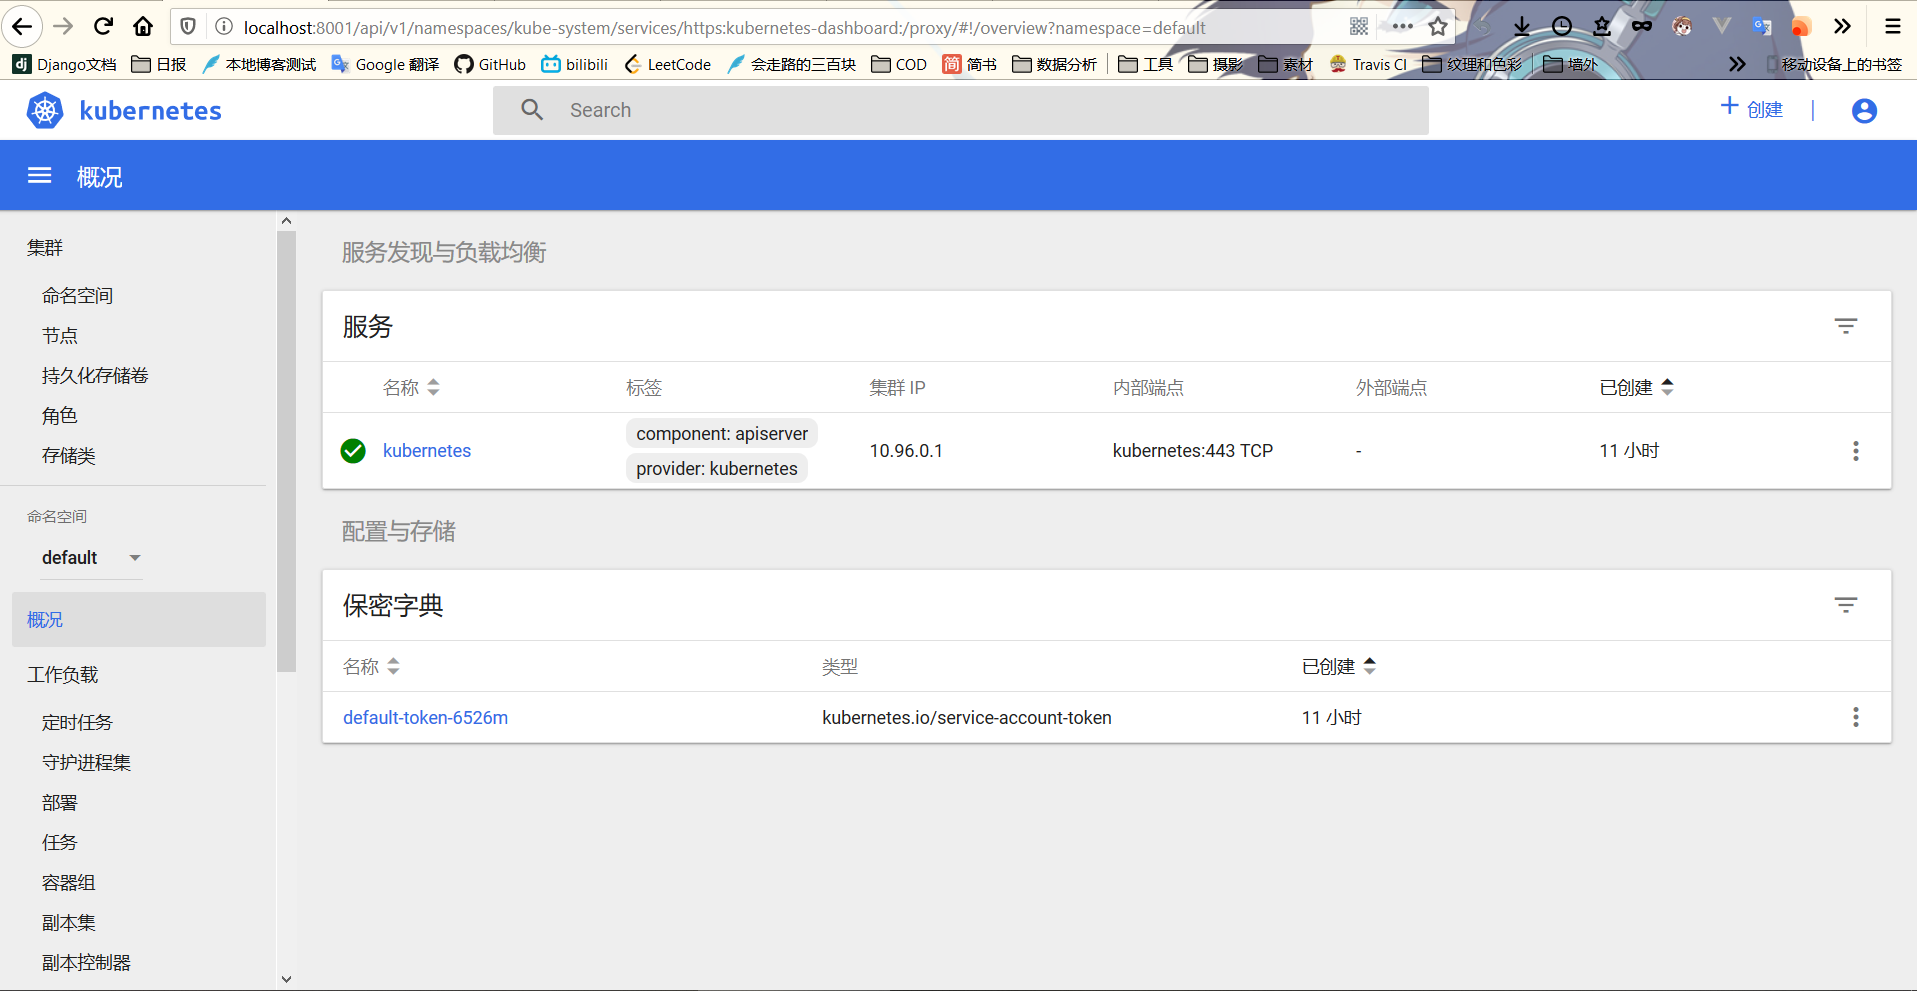 localhost:8001/api/v1/namespaces/kube-system/services/https:kubernetes-dashboard:/proxy/#!/overview?namespace=default
dj Django文档 日报 本地博客测试 Google 翻译 GitHub bilibili LeetCode 会走路的三百块 COD 简 简书 数据分析 工具 摄影 素材 Travis CI 纹理和色彩 墙外 移动设备上的书签
kubernetes Search + 创建
概况
集群
命名空间
节点
持久化存储卷
角色
存储类
命名空间
default
概况
工作负载
定时任务
守护进程集
部署
任务
容器组
副本集
副本控制器
服务发现与负载均衡
服务
名称 标签 集群 IP 内部端点 外部端点 已创建
kubernetes component: apiserver 10.96.0.1 kubernetes:443 TCP - 11 小时
provider: kubernetes
配置与存储
保密字典
名称 类型 已创建
default-token-6526m kubernetes.io/service-account-token 11 小时